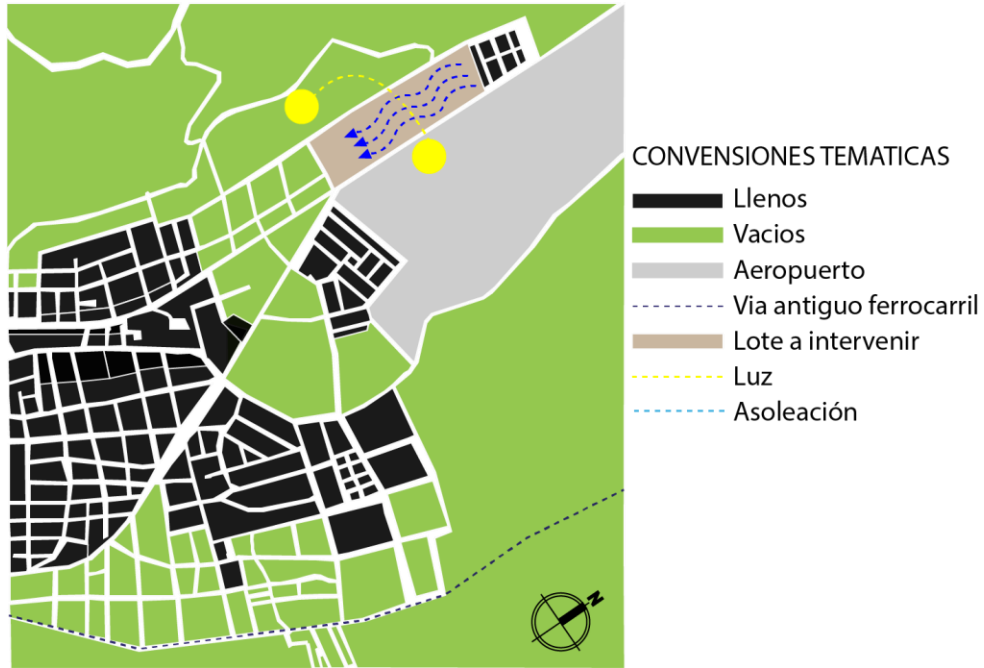 CONVENSIONES TEMATICAS
Llenos
Vacios
Aeropuerto
Via antiguo ferrocarril
Lote a intervenir
Luz
Asoleación
N